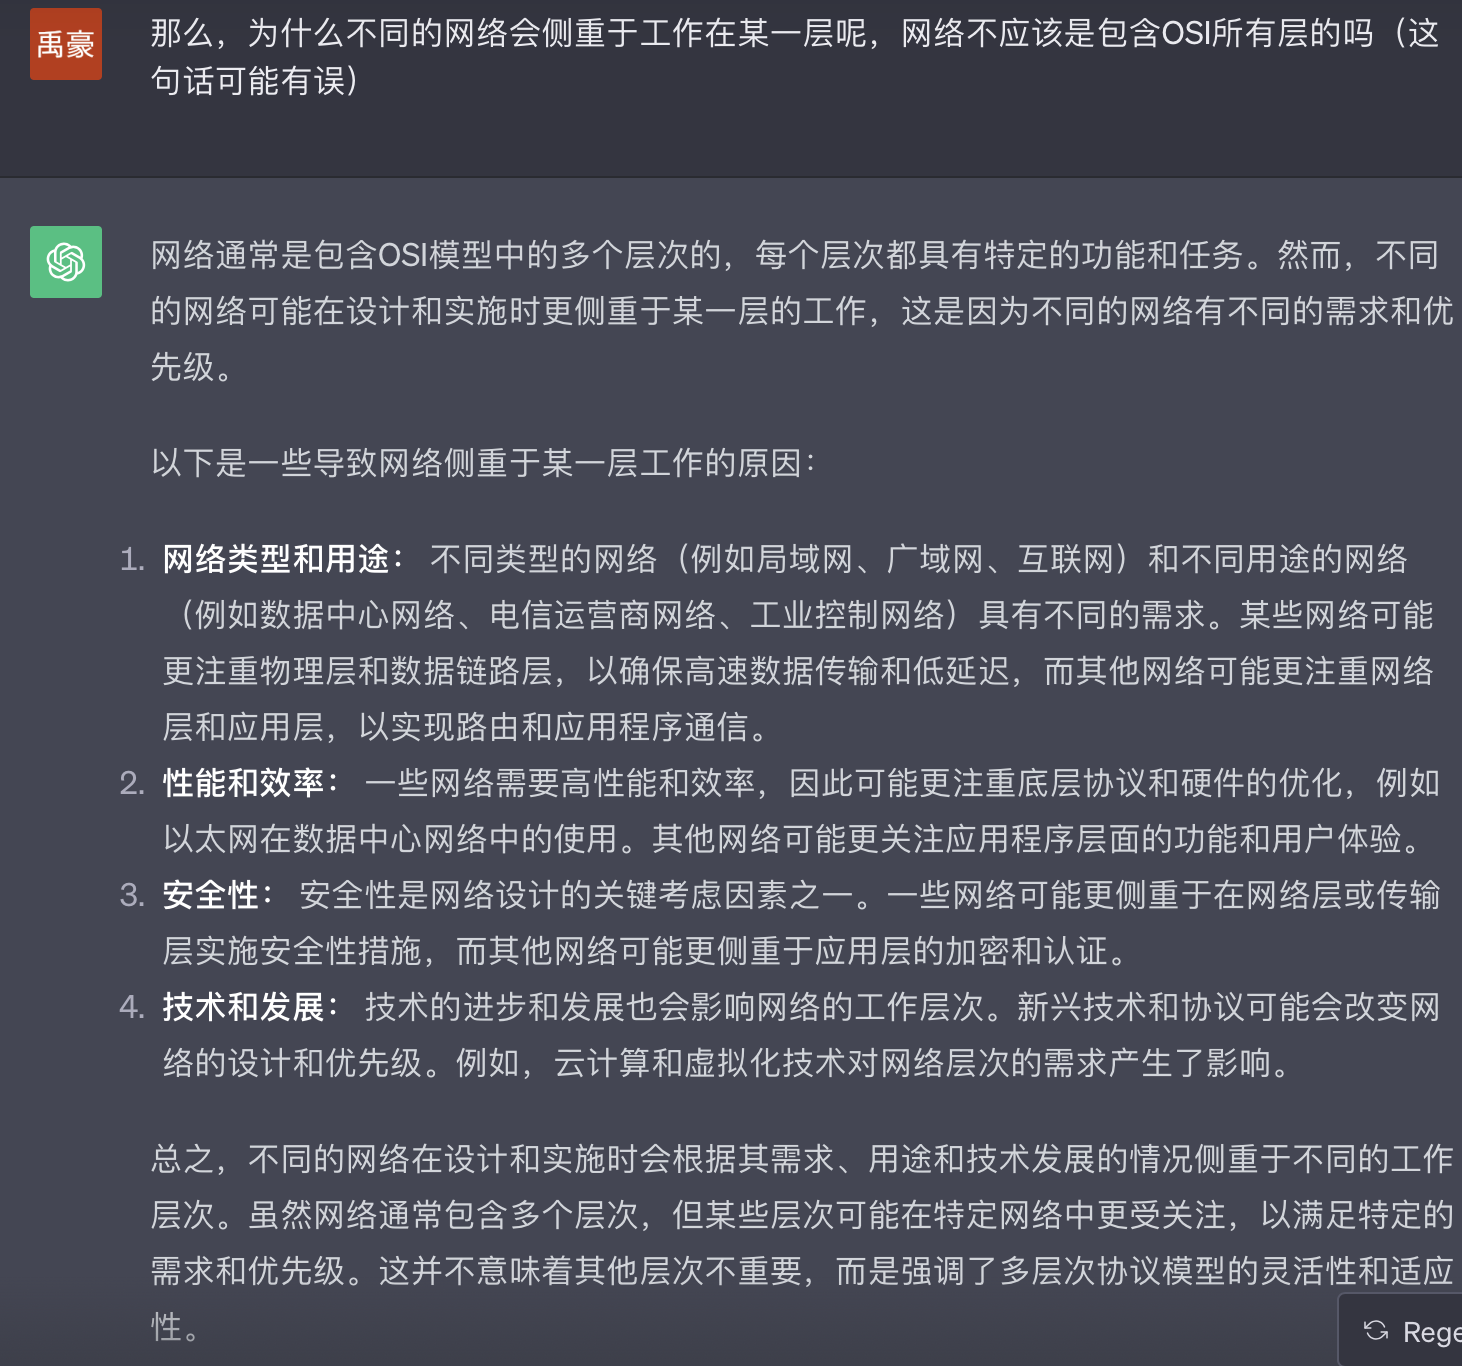 禹豪
那么，为什么不同的网络会侧重于工作在某一层呢，网络不应该是包含OSI所有层的吗（这
句话可能有误）
网络通常是包含OSI模型中的多个层次的，每个层次都具有特定的功能和任务。然而，不同
的网络可能在设计和实施时更侧重于某一层的工作，这是因为不同的网络有不同的需求和优
先级。
以下是一些导致网络侧重于某一层工作的原因：
1. 网络类型和用途： 不同类型的网络（例如局域网、广域网、互联网）和不同用途的网络
（例如数据中心网络、电信运营商网络、工业控制网络）具有不同的需求。某些网络可能
更注重物理层和数据链路层，以确保高速数据传输和低延迟，而其他网络可能更注重网络
层和应用层，以实现路由和应用程序通信。
2. 性能和效率： 一些网络需要高性能和效率，因此可能更注重底层协议和硬件的优化，例如
以太网在数据中心网络中的使用。其他网络可能更关注应用程序层面的功能和用户体验。
3. 安全性： 安全性是网络设计的关键考虑因素之一。一些网络可能更侧重于在网络层或传输
层实施安全性措施，而其他网络可能更侧重于应用层的加密和认证。
4. 技术和发展： 技术的进步和发展也会影响网络的工作层次。新兴技术和协议可能会改变网
络的设计和优先级。例如，云计算和虚拟化技术对网络层次的需求产生了影响。
总之，不同的网络在设计和实施时会根据其需求、用途和技术发展的情况侧重于不同的工作
层次。虽然网络通常包含多个层次，但某些层次可能在特定网络中更受关注，以满足特定的
需求和优先级。这并不意味着其他层次不重要，而是强调了多层次协议模型的灵活性和适应
性。
Rege